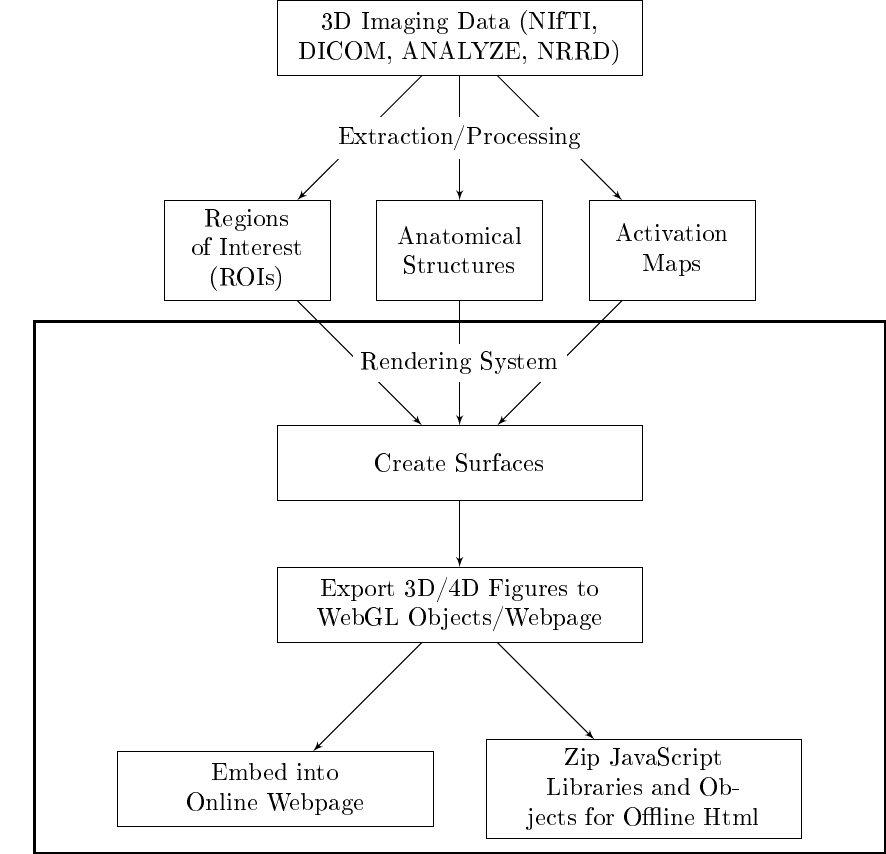 3D Imaging Data (NIfTI,
DICOM, ANALYZE, NRRD)
Extraction/Processing
Regions
of Interest
(ROIs)
Anatomical
Structures
Activation
Maps
Rendering System
Create Surfaces
Export 3D/4D Figures to
WebGL Objects/Webpage
Embed into
Online Webpage
Zip JavaScript
Libraries and Ob-
jects for Offline Html